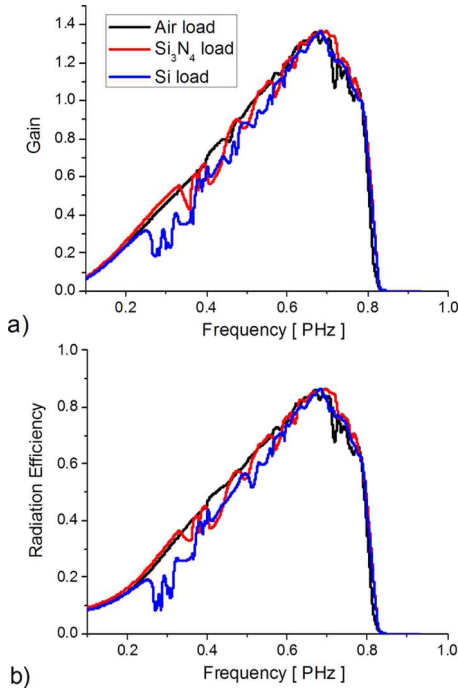 a)
Air load
Si₃N₄ load
Si load
Gain
1.4
1.2
1.0
0.8
0.6
0.4
0.2
0.0
0.2 0.4 0.6 0.8 1.0
Frequency [ PHz ]
b)
Radiation Efficiency
1.0
0.8
0.6
0.4
0.2
0.0
0.2 0.4 0.6 0.8 1.0
Frequency [ PHz ]